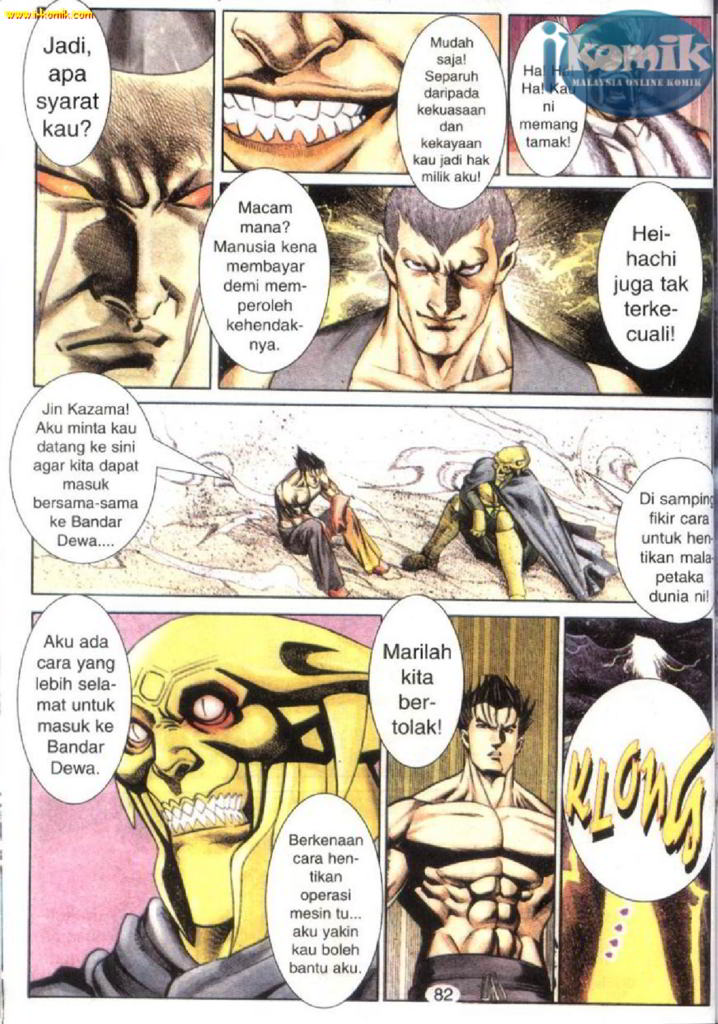 www.i-komik.com
Jadi,
apa
syarat
kau?
Mudah
saja!
Separuh
daripada
kekuasaan
dan
kekayaan
kau jadi hak
milik aku!
ikomik
MALAYSIA ONLINE KOMIK
Ha! Ha!
Ha! Kau
ni
memang
tamak!
Macam
mana?
Manusia kena
membayar
demi mem-
peroleh
kehendak-
nya.
Hei-
hachi
juga tak
terke-
cuali!
Jin Kazama!
Aku minta kau
datang ke sini
agar kita dapat
masuk
bersama-sama
ke Bandar
Dewa....
Di samping
fikir cara
untuk hen-
tikan mala-
petaka
dunia ni!
Aku ada
cara yang
lebih sela-
mat untuk
masuk ke
Bandar
Dewa.
Berkenaan
cara hen-
tikan
operasi
mesin tu...
aku yakin
kau boleh
bantu aku.
Marilah
kita
ber-
tolak!
KLONG
82